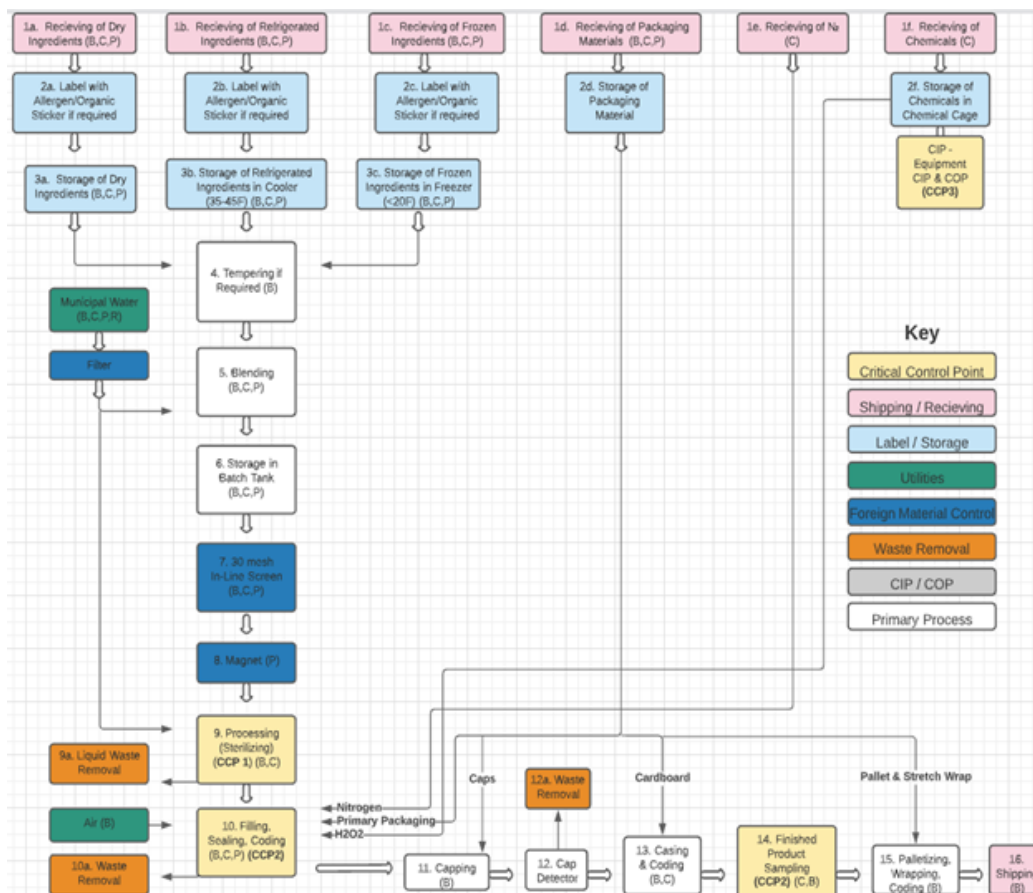 1a. Recieving of Dry
Ingredients (B,C,P)
1b. Recieving of Refrigerated
Ingredients (B,C,P)
1c. Recieving of Frozen
Ingredients (B,C,P)
1d. Recieving of Packaging
Materials (B,C,P)
1e. Recieving of N₂
(C)
1f. Recieving
of Chemicals (C)
2a. Label with
Allergen/Organic
Sticker if required
2b. Label with
Allergen/Organic
Sticker if required
2c. Label with
Allergen/Organic
Sticker if required
2d. Storage of
Packaging
Material
2f. Storage of
Chemicals in
Chemical Cage
CIP -
Equipment
CIP & COP
(CCP3)
3a. Storage of Dry
Ingredients (B,C,P)
3b. Storage of Refrigerated
Ingredients in Cooler
(35-45F) (B,C,P)
3c. Storage of Frozen
Ingredients in Freezer
(<20F) (B,C,P)
4. Tempering if
Required (B)
Municipal Water
(B,C,P,R)
Filter
5. Blending
(B,C,P)
6. Storage in
Batch Tank
(B,C,P)
7. 30 mesh
In-Line Screen
(B,C,P)
8. Magnet (P)
Key
Critical Control Point
Shipping / Recieving
Label / Storage
Utilities
Foreign Material Control
Waste Removal
CIP / COP
Primary Process
9. Processing
(Sterilizing)
(CCP 1) (B,C)
9a. Liquid Waste
Removal
Air (B)
10. Filling,
Sealing, Coding
(B,C,P) (CCP2)
10a. Waste
Removal
Nitrogen
Primary Packaging
H2O2
Caps
Cardboard
Pallet & Stretch Wrap
11. Capping
(B)
12a. Waste
Removal
12. Cap
Detector
13. Casing
& Coding
(B,C)
14. Finished
Product
Sampling
(CCP2) (C,B)
15. Palletizing,
Wrapping,
Coding (B)
16.